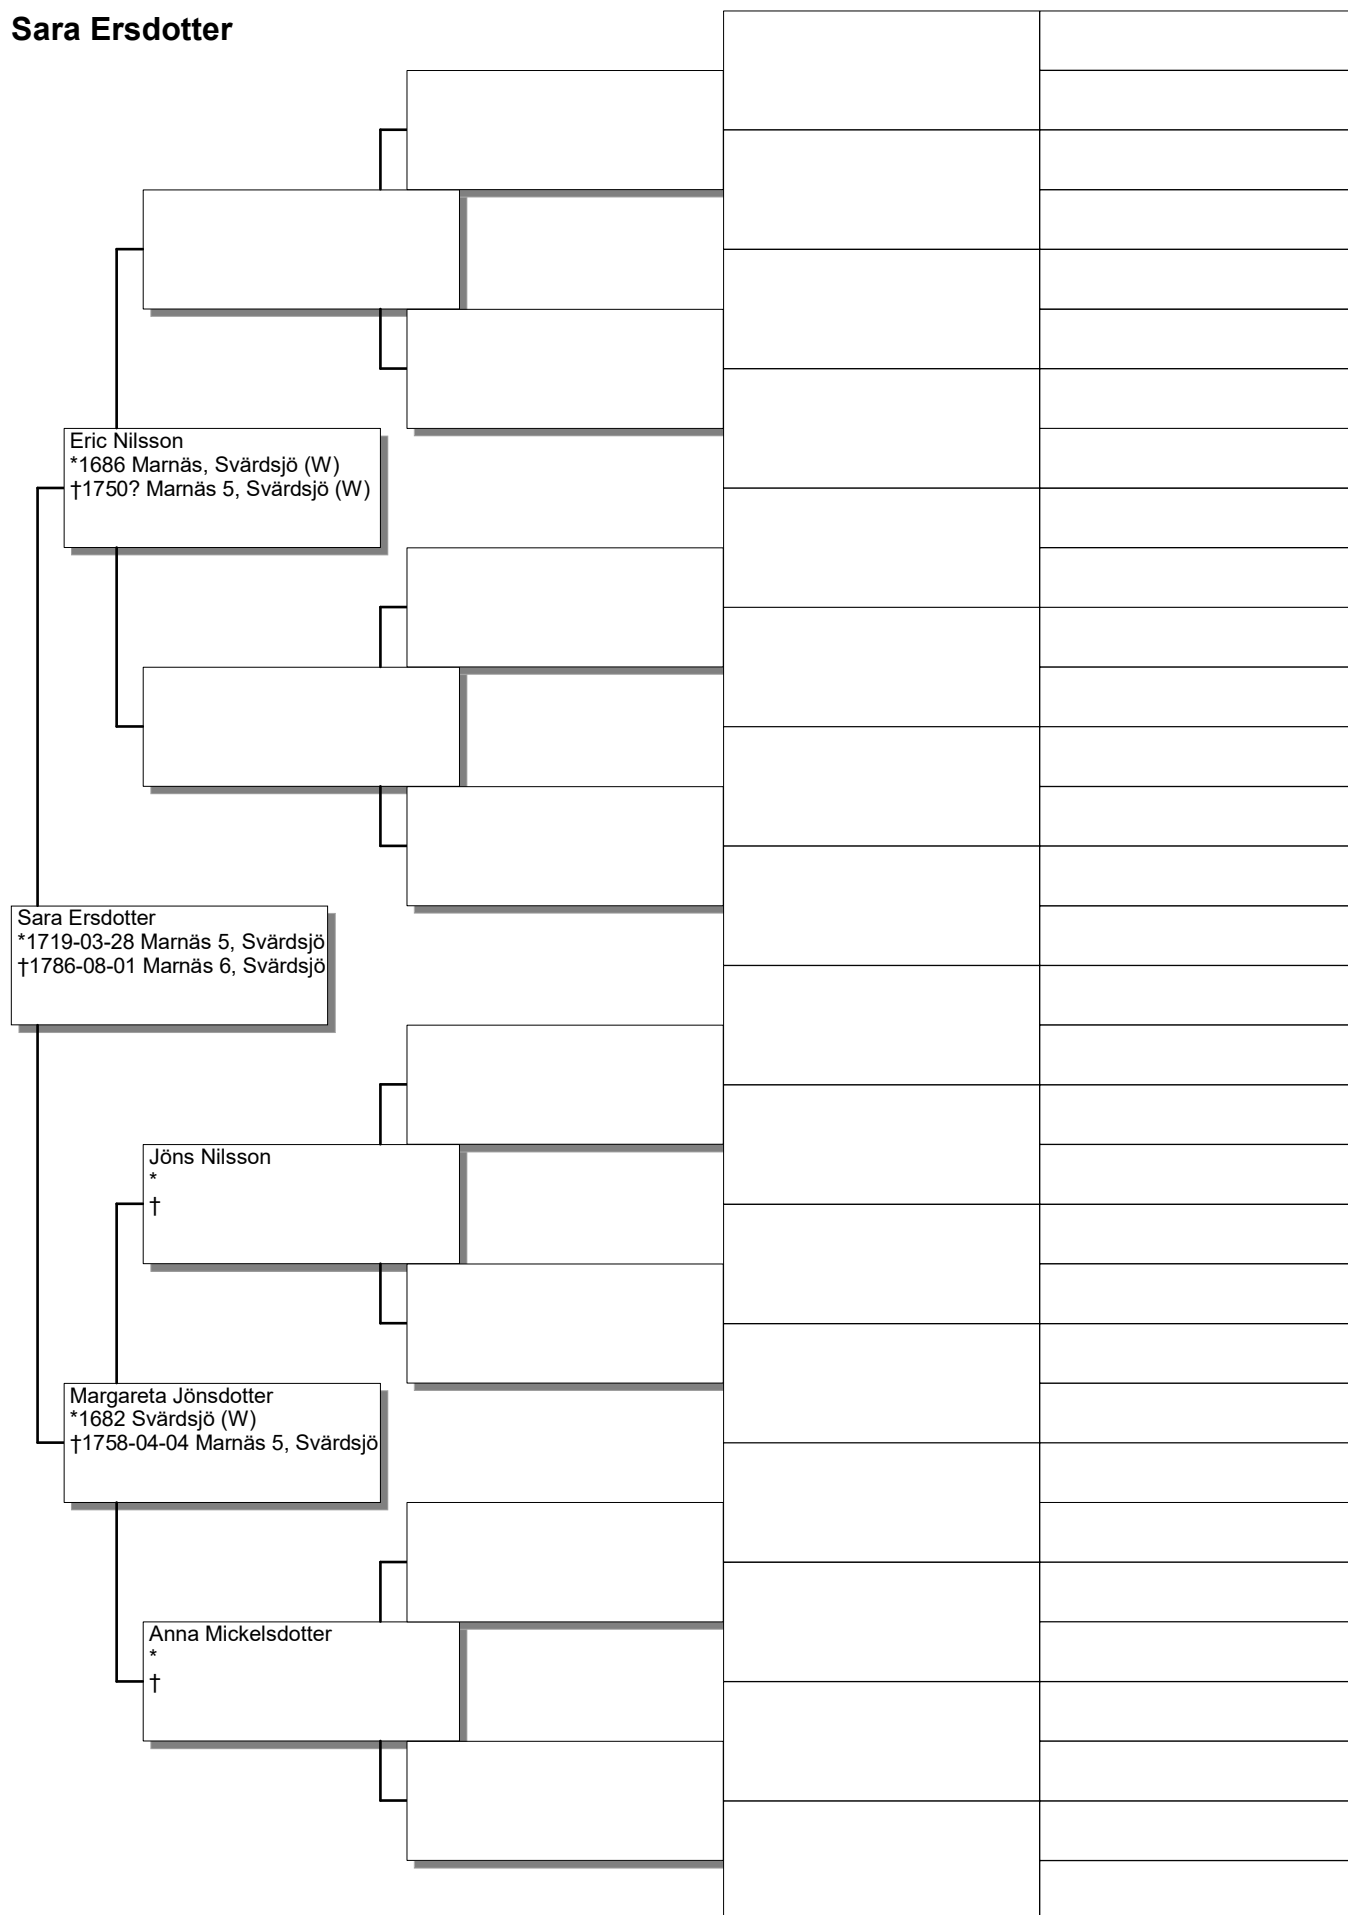 Sara Ersdotter
Eric Nilsson
*1686 Marnäs, Svärdsjö (W)
†1750? Marnäs 5, Svärdsjö (W)
Sara Ersdotter
*1719-03-28 Marnäs 5, Svärdsjö
†1786-08-01 Marnäs 6, Svärdsjö
Jöns Nilsson
*
†
Margareta Jönsdotter
*1682 Svärdsjö (W)
†1758-04-04 Marnäs 5, Svärdsjö
Anna Mickelsdotter
*
†